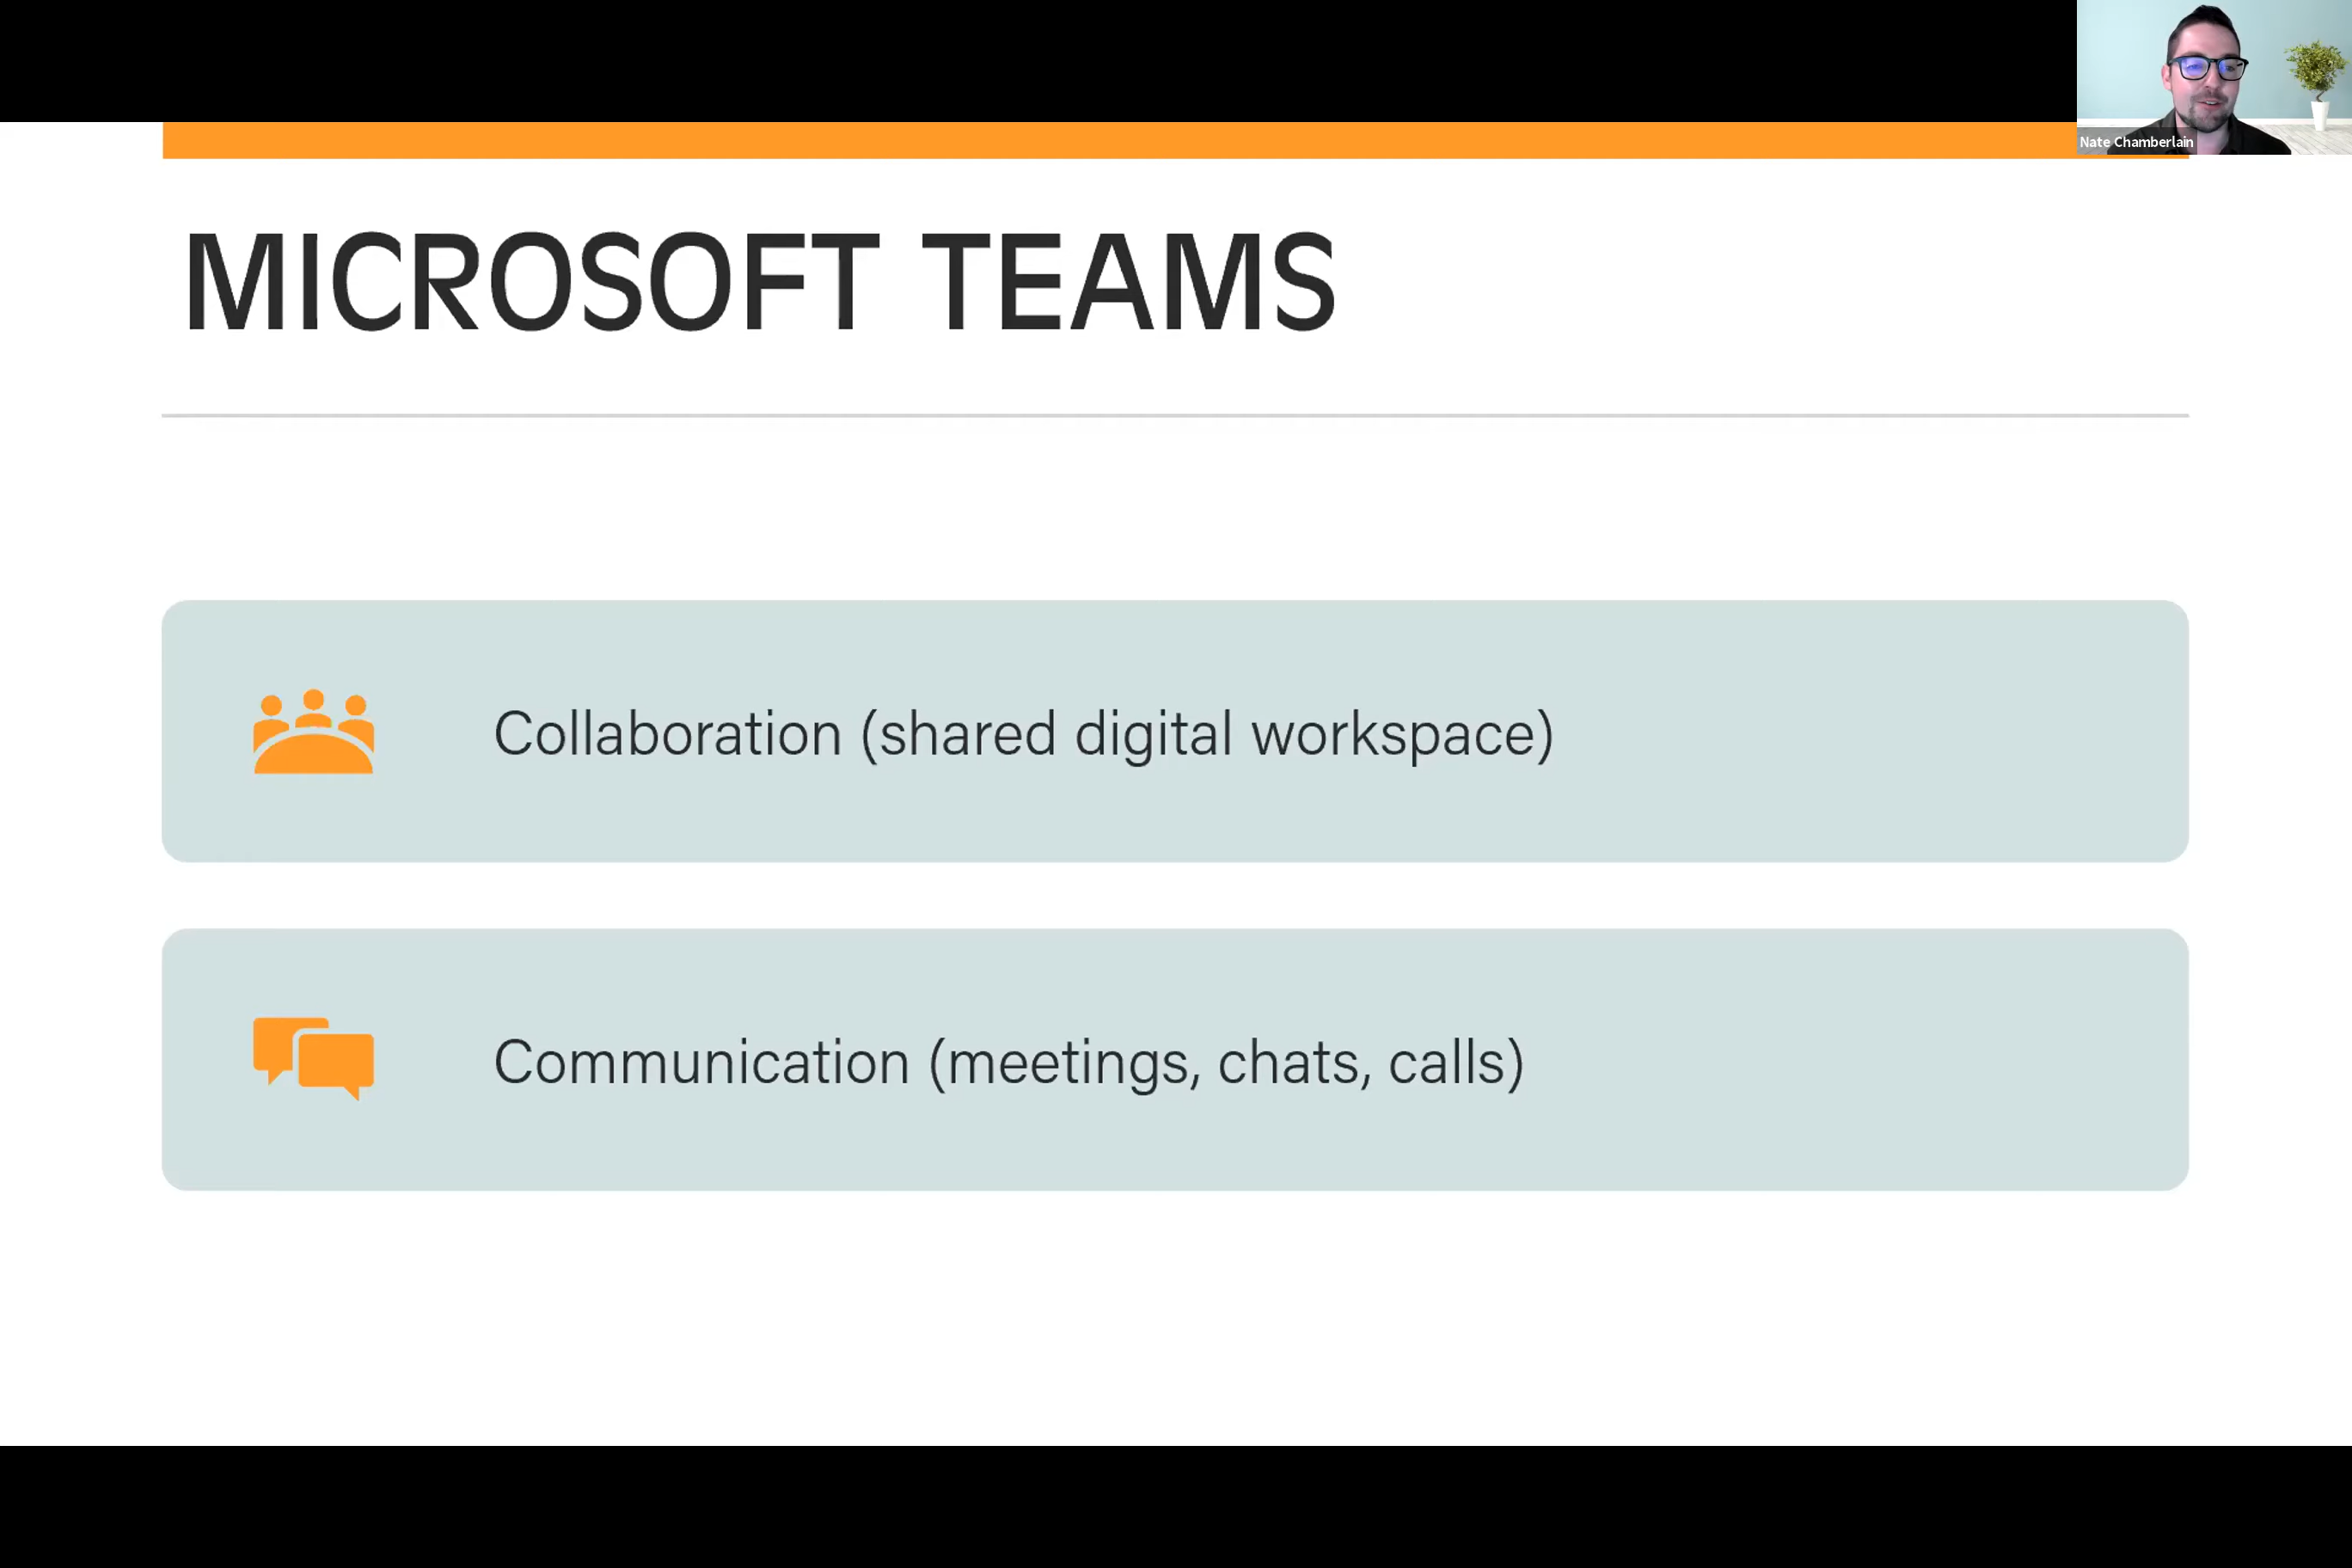 Nate Chamberlain
MICROSOFT TEAMS
Collaboration (shared digital workspace)
Communication (meetings, chats, calls)